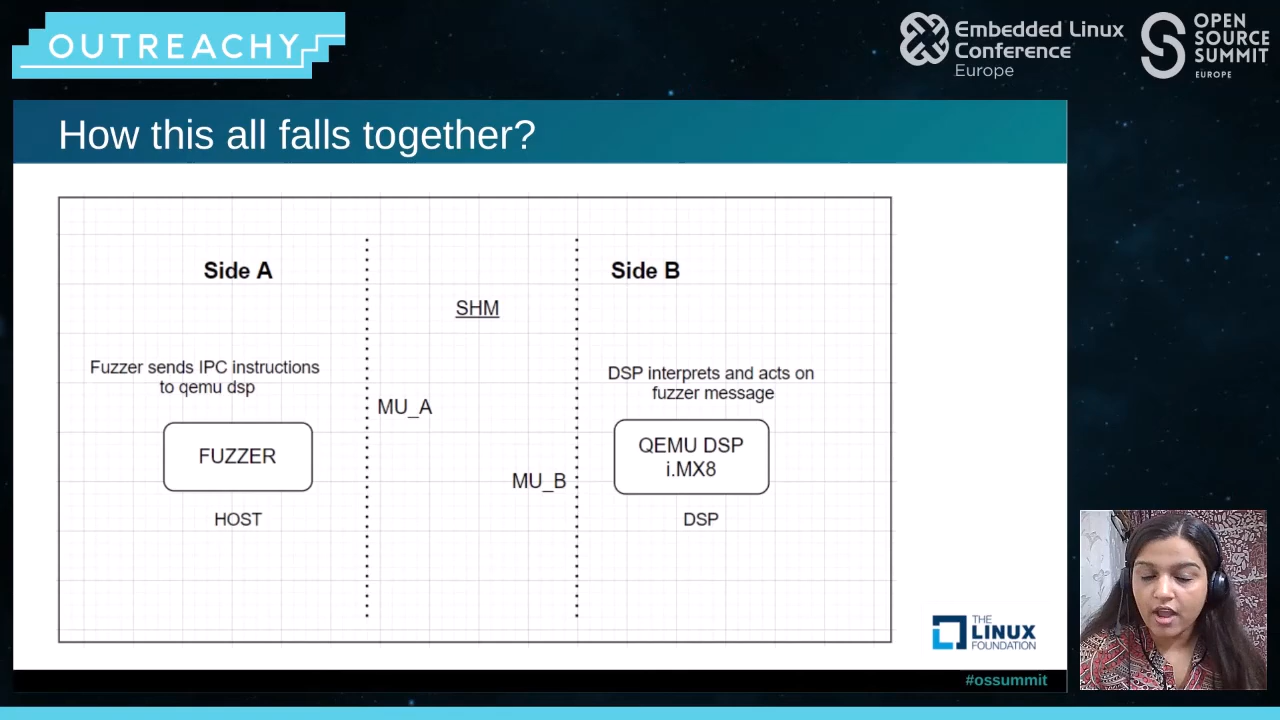 OUTREACHY
Embedded Linux
Conference
Europe
OPEN
SOURCE
SUMMIT
EUROPE
How this all falls together?
Side A
Side B
SHM
Fuzzer sends IPC instructions
to qemu dsp
DSP interprets and acts on
fuzzer message
MU_A
FUZZER
QEMU DSP
i.MX8
MU_B
HOST
DSP
THE
LINUX
FOUNDATION
#ossummit